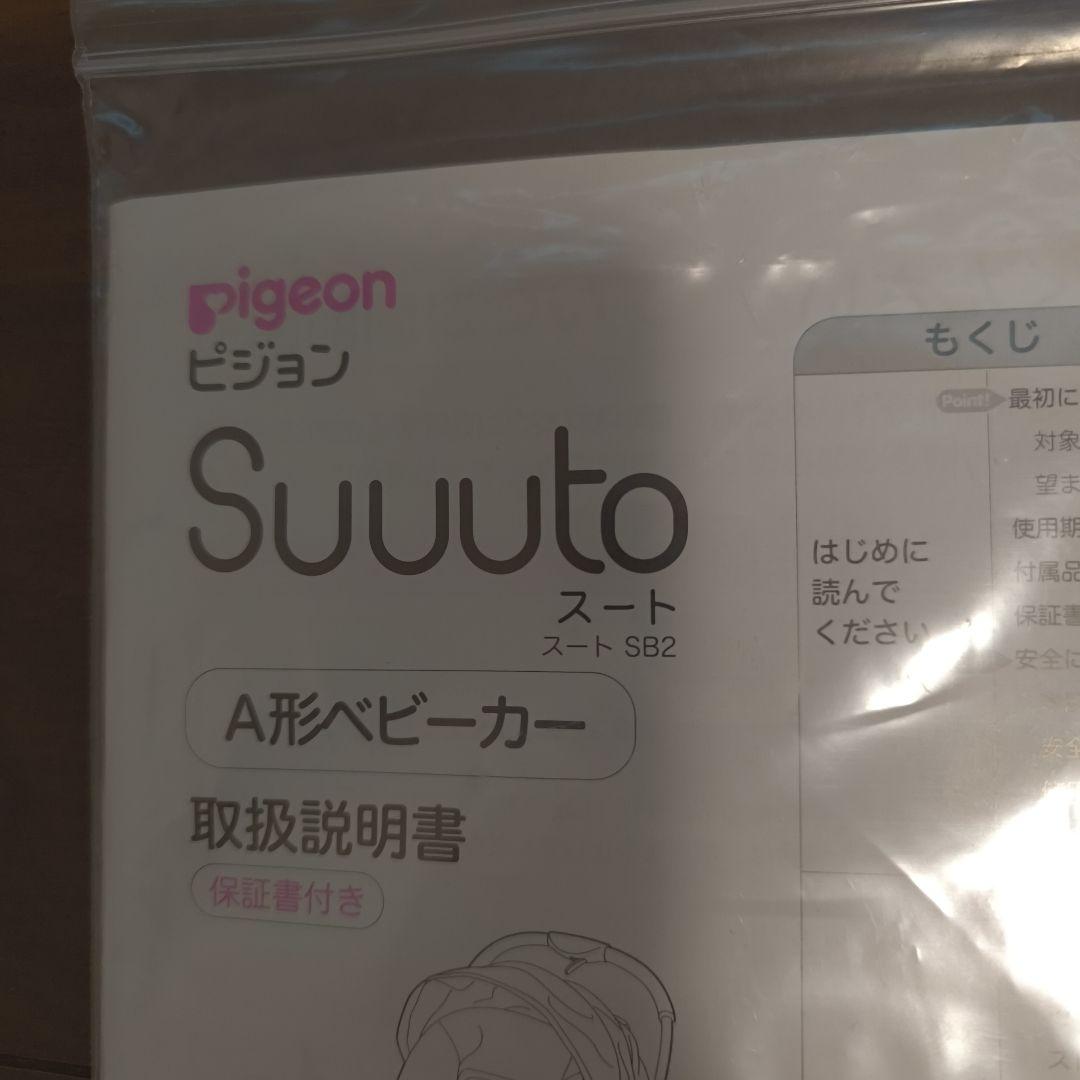 pigeon
ピジョン
Suuuto
スート
スート SB2
A形ベビーカー
取扱説明書
保証書付き
もくじ
はじめに
読んで
ください
Point!
最初に
対象
望ま
使用期
付属品
保証書
安全に
安全